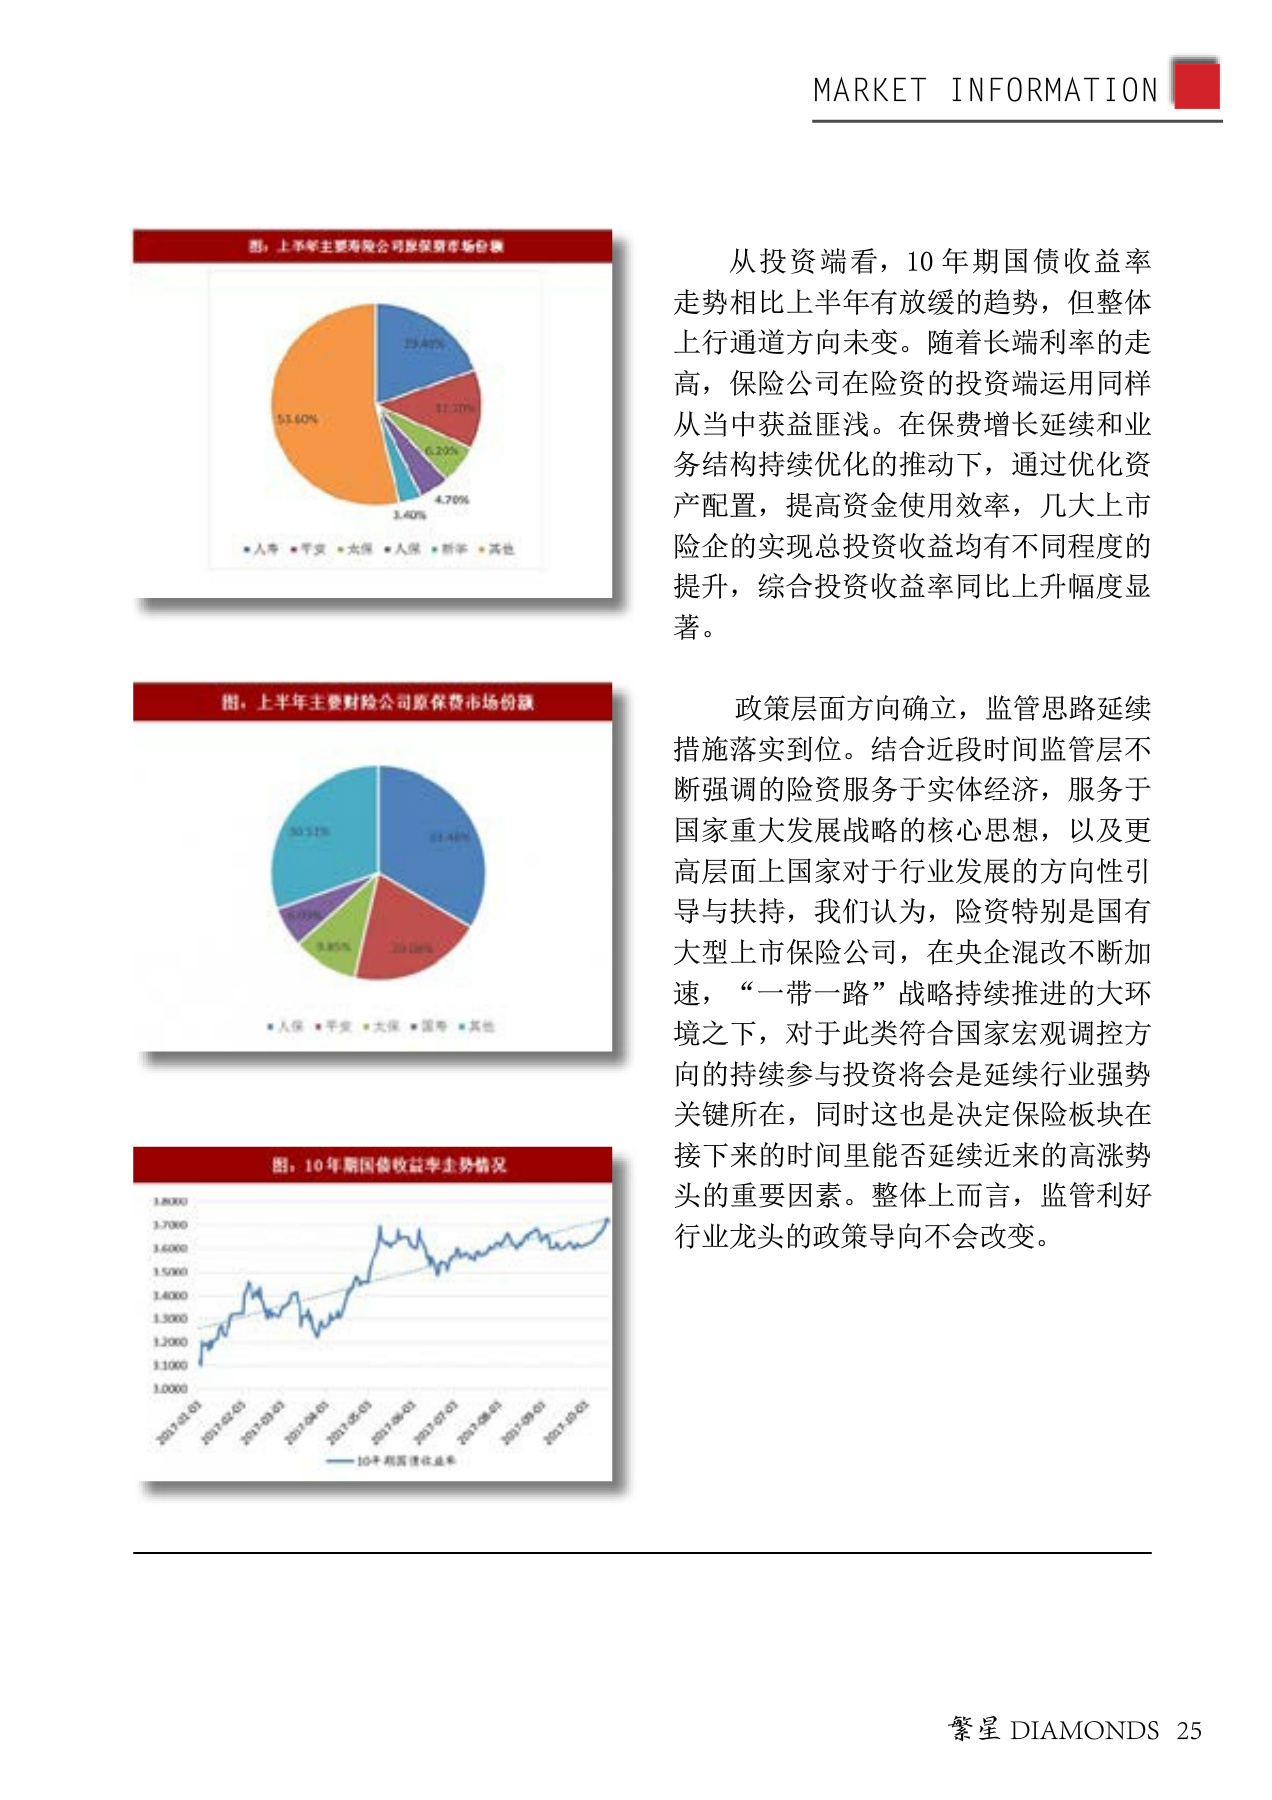 MARKET INFORMATION
图：上半年主要寿险公司原保费市场份额
53.60%
6.20%
4.70%
3.40%
人寿 平安 太保 人保 新华 其他
从投资端看，10 年期国债收益率
走势相比上半年有放缓的趋势，但整体
上行通道方向未变。随着长端利率的走
高，保险公司在险资的投资端运用同样
从当中获益匪浅。在保费增长延续和业
务结构持续优化的推动下，通过优化资
产配置，提高资金使用效率，几大上市
险企的实现总投资收益均有不同程度的
提升，综合投资收益率同比上升幅度显
著。
图：上半年主要财险公司原保费市场份额
9.85%
人保 平安 太保 国寿 其他
政策层面方向确立，监管思路延续
措施落实到位。结合近段时间监管层不
断强调的险资服务于实体经济，服务于
国家重大发展战略的核心思想，以及更
高层面上国家对于行业发展的方向性引
导与扶持，我们认为，险资特别是国有
大型上市保险公司，在央企混改不断加
速，“一带一路”战略持续推进的大环
境之下，对于此类符合国家宏观调控方
向的持续参与投资将会是延续行业强势
关键所在，同时这也是决定保险板块在
接下来的时间里能否延续近来的高涨势
头的重要因素。整体上而言，监管利好
行业龙头的政策导向不会改变。
图：10年期国债收益率走势情况
3.8000
3.7000
3.6000
3.5000
3.4000
3.3000
3.2000
3.1000
3.0000
2017-01-03 2017-02-03 2017-03-03 2017-04-03 2017-05-03 2017-06-03 2017-07-03 2017-08-03 2017-09-03 2017-10-03
10年期国债收益率
繁星 DIAMONDS 25